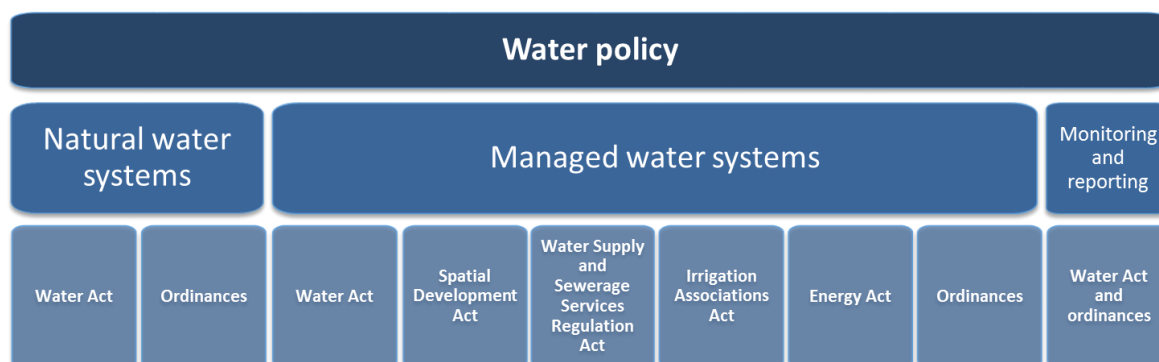 Water policy
Natural water
systems
Managed water systems
Monitoring
and
reporting
Water Act
Ordinances
Water Act
Spatial
Development
Act
Water Supply
and
Sewerage
Services
Regulation
Act
Irrigation
Associations
Act
Energy Act
Ordinances
Water Act
and
ordinances